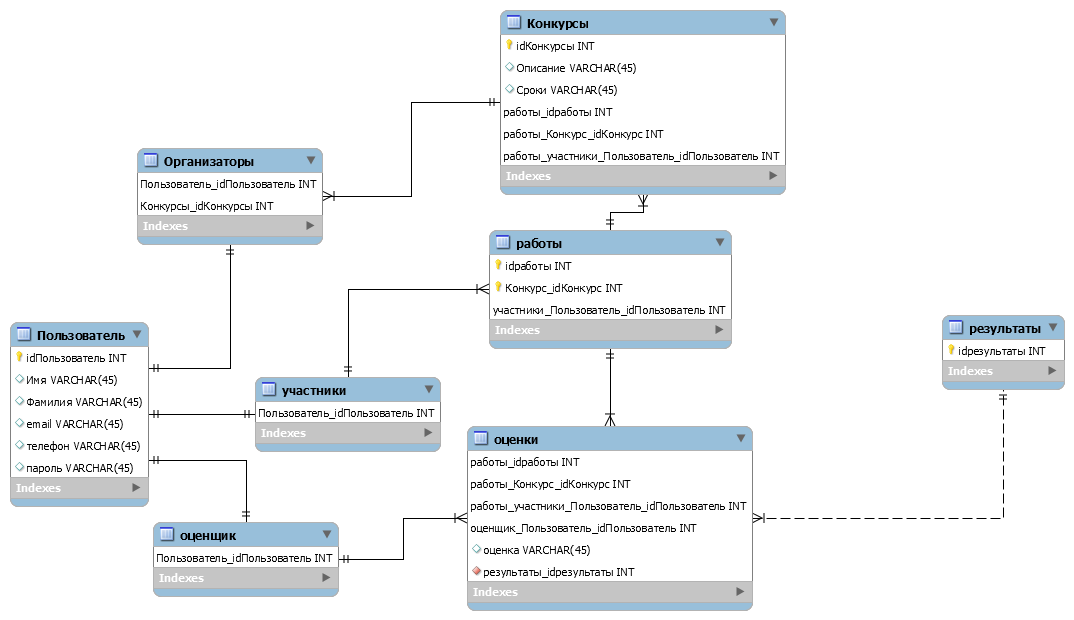 Конкурсы
idКонкурсы INT
Описание VARCHAR(45)
Сроки VARCHAR(45)
работы_idработы INT
работы_Конкурс_idКонкурс INT
работы_участники_Пользователь_idПользователь INT
Indexes
Организаторы
Пользователь_idПользователь INT
Конкурсы_idКонкурсы INT
Indexes
работы
idработы INT
Конкурс_idКонкурс INT
участники_Пользователь_idПользователь INT
Indexes
Пользователь
idПользователь INT
Имя VARCHAR(45)
Фамилия VARCHAR(45)
email VARCHAR(45)
телефон VARCHAR(45)
пароль VARCHAR(45)
Indexes
результаты
idрезультаты INT
Indexes
участники
Пользователь_idПользователь INT
Indexes
оценки
работы_idработы INT
работы_Конкурс_idКонкурс INT
работы_участники_Пользователь_idПользователь INT
оценщик_Пользователь_idПользователь INT
оценка VARCHAR(45)
результаты_idрезультаты INT
Indexes
оценщик
Пользователь_idПользователь INT
Indexes